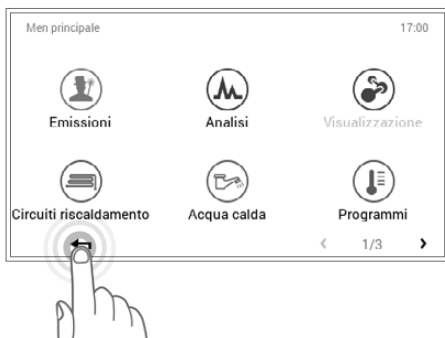 Men principale 17:00
Emissioni Analisi Visualizzazione
Circuiti riscaldamento Acqua calda Programmi
1/3